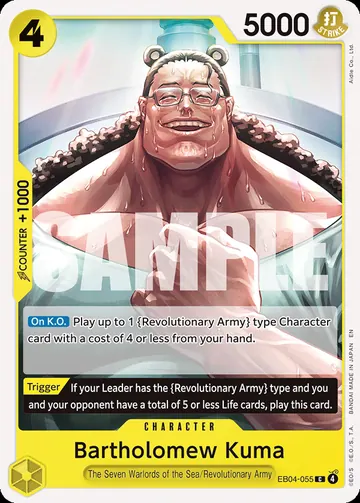 4
5000
打
STRIKE
Aide Co., Ltd.
COUNTER +1000
SAMPLE
On K.O. Play up to 1 {Revolutionary Army} type Character
card with a cost of 4 or less from your hand.
Trigger If your Leader has the {Revolutionary Army} type and you
and your opponent have a total of 5 or less Life cards, play this card.
CHARACTER
Bartholomew Kuma
The Seven Warlords of the Sea/Revolutionary Army
EB04-055 C 4
©E.O./S., ©E.O./S., T.A. BANDAI MADE IN JAPAN EN